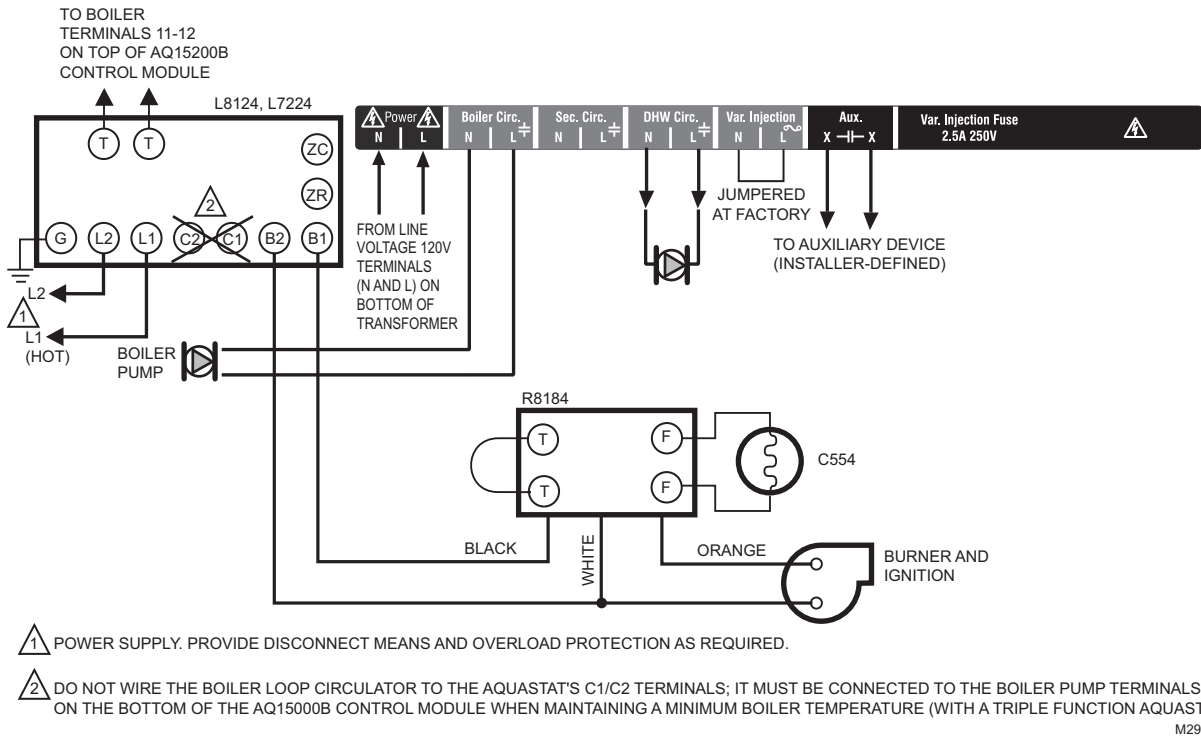 TO BOILER
TERMINALS 11-12
ON TOP OF AQ15200B
CONTROL MODULE
L8124, L7224
T T
ZC
ZR
2
G L2 L1 C2 C1 B2 B1
L2
1
L1
(HOT)
Power
N L
Boiler Circ.
N L
Sec. Circ.
N L
DHW Circ.
N L
Var. Injection
N L
Aux.
X X
Var. Injection Fuse
2.5A 250V
FROM LINE
VOLTAGE 120V
TERMINALS
(N AND L) ON
BOTTOM OF
TRANSFORMER
JUMPERED
AT FACTORY
TO AUXILIARY DEVICE
(INSTALLER-DEFINED)
BOILER
PUMP
R8184
T F
T F
C554
BLACK
WHITE
ORANGE
BURNER AND
IGNITION
1 POWER SUPPLY. PROVIDE DISCONNECT MEANS AND OVERLOAD PROTECTION AS REQUIRED.
2 DO NOT WIRE THE BOILER LOOP CIRCULATOR TO THE AQUASTAT'S C1/C2 TERMINALS; IT MUST BE CONNECTED TO THE BOILER PUMP TERMINALS
ON THE BOTTOM OF THE AQ15000B CONTROL MODULE WHEN MAINTAINING A MINIMUM BOILER TEMPERATURE (WITH A TRIPLE FUNCTION AQUAST
M29